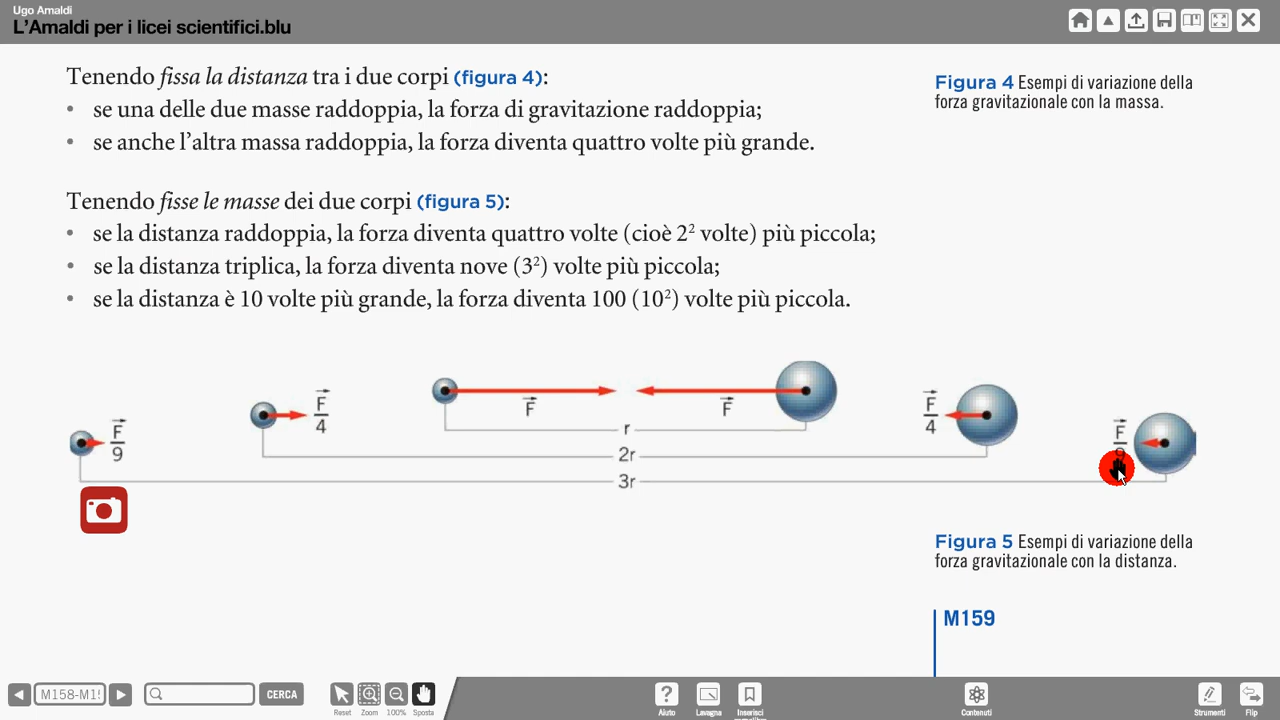 Ugo Amaldi
L'Amaldi per i licei scientifici.blu
Tenendo fissa la distanza tra i due corpi (figura 4):
• se una delle due masse raddoppia, la forza di gravitazione raddoppia;
• se anche l'altra massa raddoppia, la forza diventa quattro volte più grande.
Figura 4 Esempi di variazione della
forza gravitazionale con la massa.
Tenendo fisse le masse dei due corpi (figura 5):
• se la distanza raddoppia, la forza diventa quattro volte (cioè 2² volte) più piccola;
• se la distanza triplica, la forza diventa nove (3²) volte più piccola;
• se la distanza è 10 volte più grande, la forza diventa 100 (10²) volte più piccola.
F/9
F/4
F
F
F/4
F/9
r
2r
3r
Figura 5 Esempi di variazione della
forza gravitazionale con la distanza.
M159
M158-M1
CERCA
Reset
Zoom
100%
Sposta
?
Aiuto
Lavagna
Inserisci
Contenuti
Strumenti
Flip